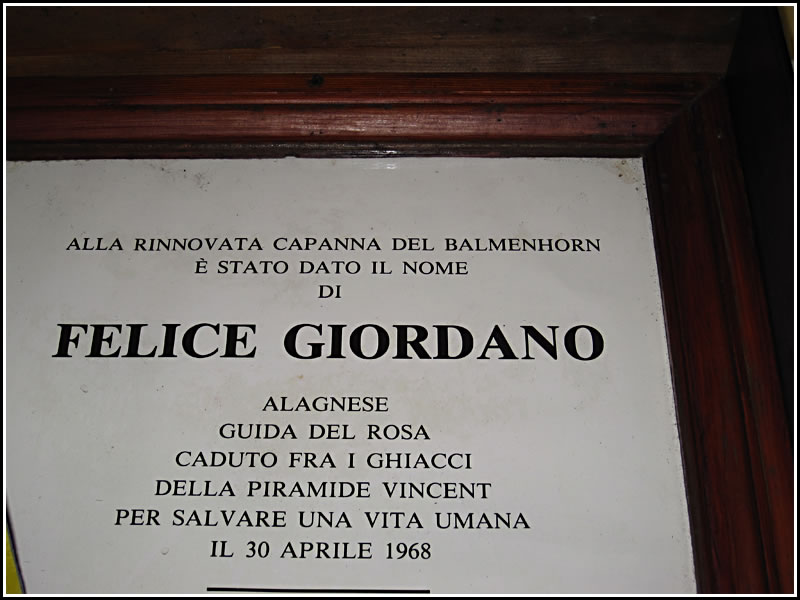 ALLA RINNOVATA CAPANNA DEL BALMENHORN
È STATO DATO IL NOME
DI
FELICE GIORDANO
ALAGNESE
GUIDA DEL ROSA
CADUTO FRA I GHIACCI
DELLA PIRAMIDE VINCENT
PER SALVARE UNA VITA UMANA
IL 30 APRILE 1968